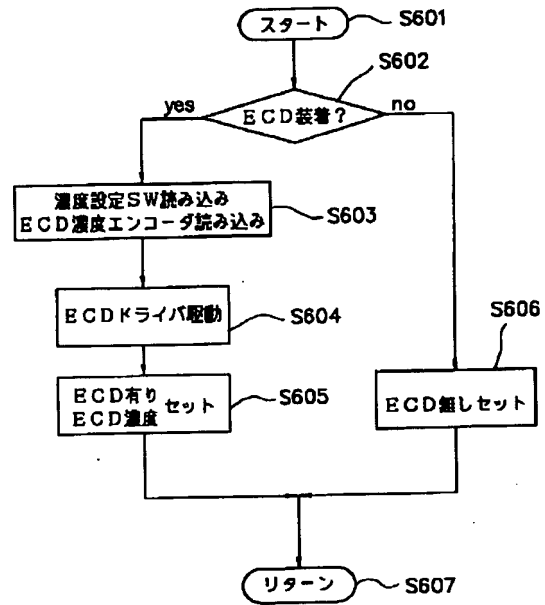 スタート
S601
S602
ECD装着?
yes
no
濃度設定SW読み込み
ECD濃度エンコーダ読み込み
S603
ECDドライバ駆動
S604
S606
ECD有り
ECD濃度
セット
S605
ECD無しセット
リターン
S607